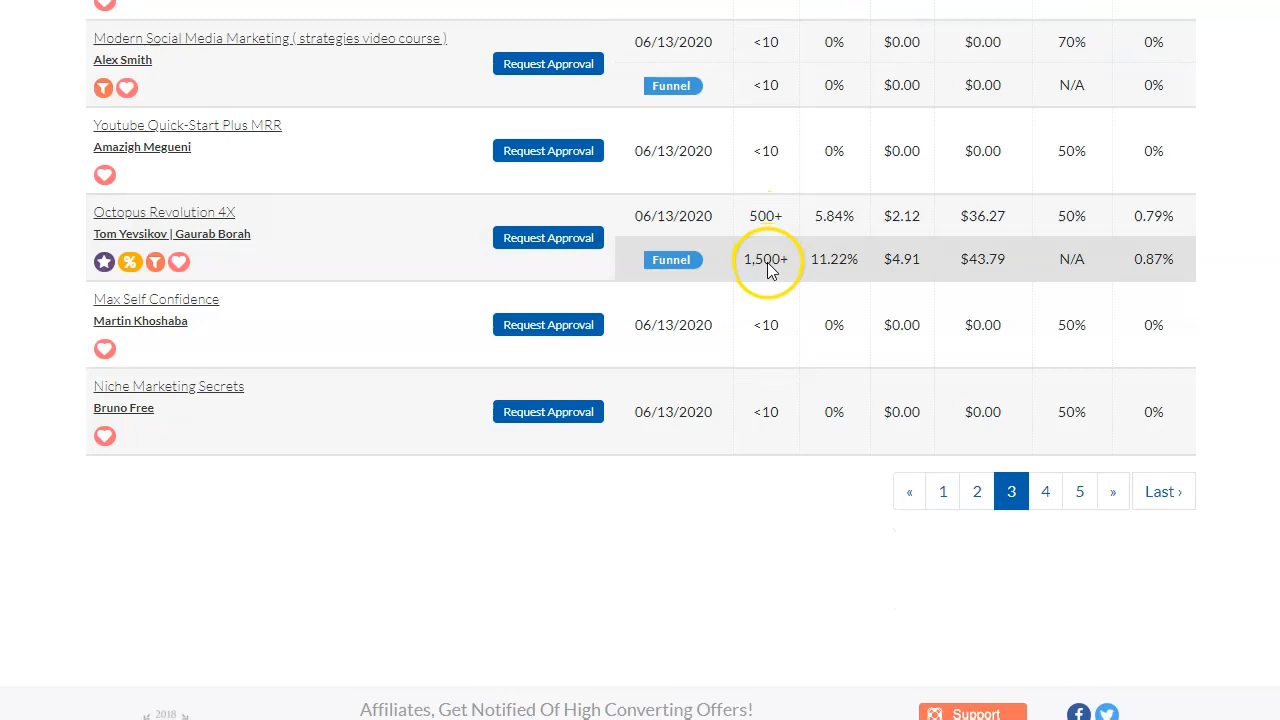 Modern Social Media Marketing ( strategies video course )
Alex Smith
Request Approval
06/13/2020 <10 0% $0.00 $0.00 70% 0%
Funnel <10 0% $0.00 $0.00 N/A 0%
Youtube Quick-Start Plus MRR
Amazigh Megueni
Request Approval
06/13/2020 <10 0% $0.00 $0.00 50% 0%
Octopus Revolution 4X
Tom Yevsikov | Gaurab Borah
%
Request Approval
06/13/2020 500+ 5.84% $2.12 $36.27 50% 0.79%
Funnel 1,500+ 11.22% $4.91 $43.79 N/A 0.87%
Max Self Confidence
Martin Khoshaba
Request Approval
06/13/2020 <10 0% $0.00 $0.00 50% 0%
Niche Marketing Secrets
Bruno Free
Request Approval
06/13/2020 <10 0% $0.00 $0.00 50% 0%
« 1 2 3 4 5 » Last ›
2018
Affiliates, Get Notified Of High Converting Offers!
Support